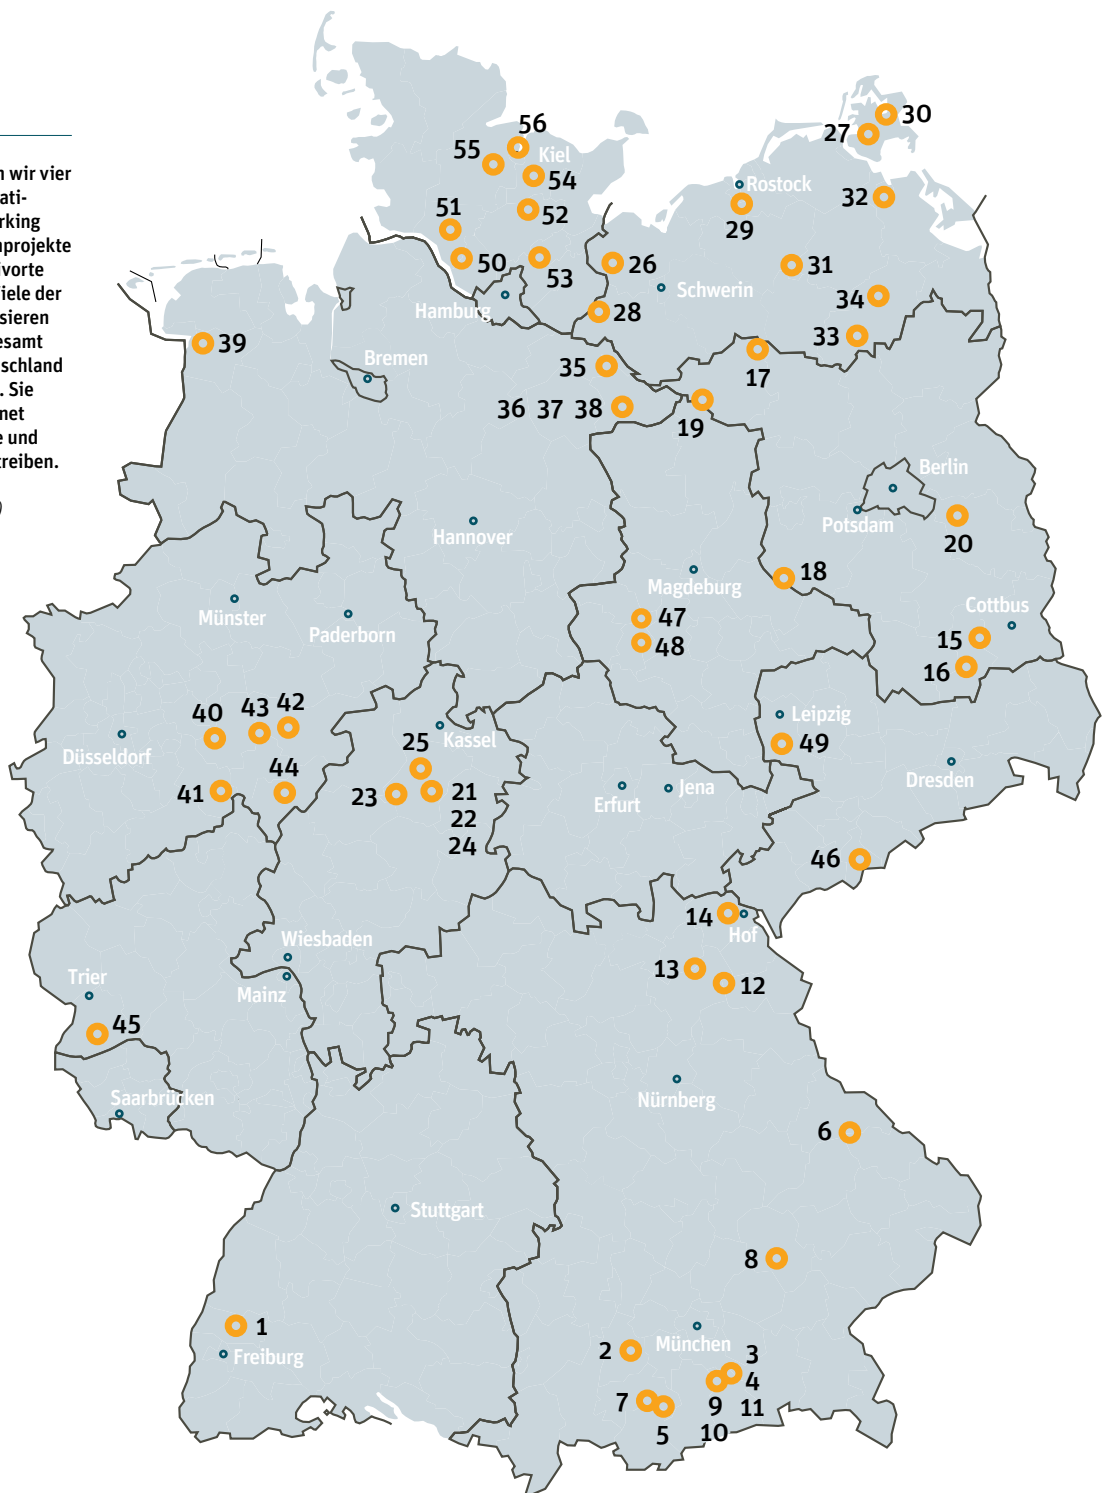 n wir vier
ati-
rking
nprojekte
ivorte
iele der
sieren
esamt
schland
. Sie
net
e und
treiben.
)
56
55
Kiel
54
51
52
50
53
Hamburg
30
27
Rostock
32
29
26
31
Schwerin
34
28
33
17
39
Bremen
35
36 37 38
19
Berlin
Potsdam
20
Hannover
18
Magdeburg
47
48
Cottbus
15
16
Münster
Paderborn
40
43
42
Düsseldorf
41
44
Kassel
25
23
21
22
24
Leipzig
49
Dresden
Erfurt
Jena
46
14
Hof
13
12
Wiesbaden
Mainz
Trier
45
Saarbrücken
Nürnberg
6
Stuttgart
8
1
Freiburg
München
2
3
4
7
5
9
11
10